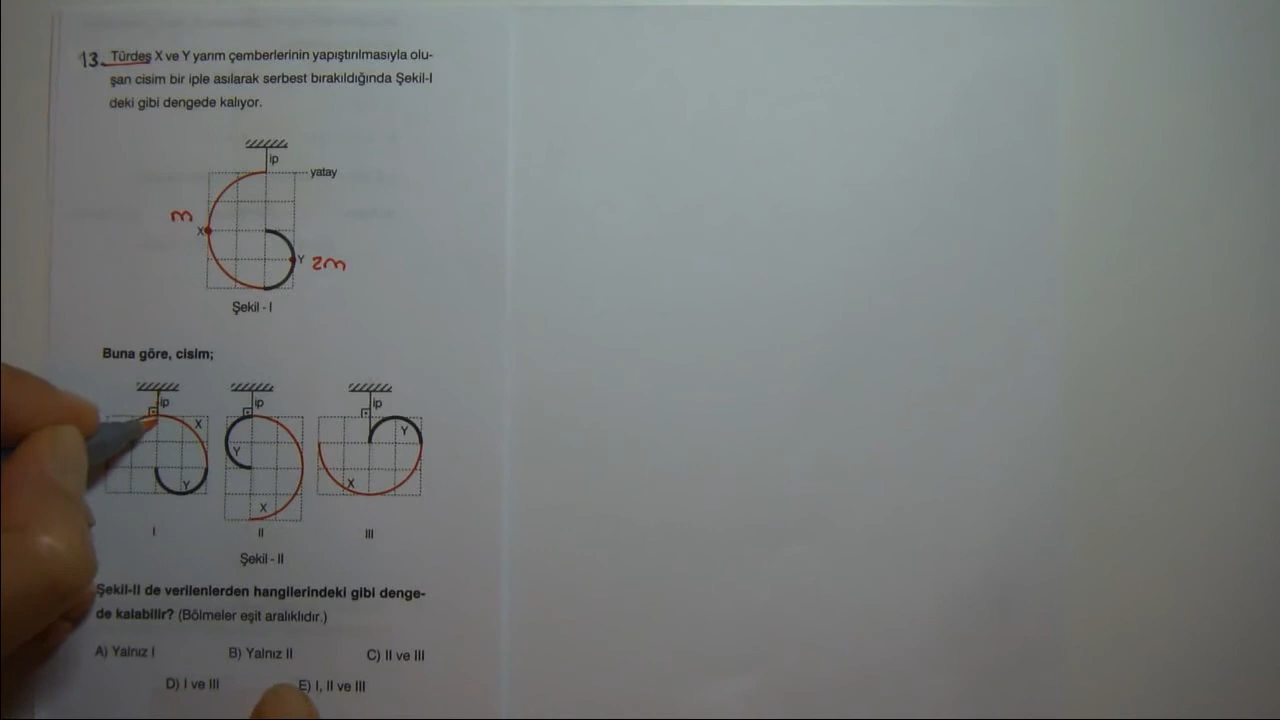 13. Türdeş X ve Y yarım çemberlerinin yapıştırılmasıyla olu-
şan cisim bir iple asılarak serbest bırakıldığında Şekil-I
deki gibi dengede kalıyor.
ip
yatay
m
X
Y 2m
Şekil - I
Buna göre, cisim;
ip ip ip
X Y
Y
Y X X
I II III
Şekil - II
Şekil-II de verilenlerden hangilerindeki gibi denge-
de kalabilir? (Bölmeler eşit aralıklıdır.)
A) Yalnız I B) Yalnız II C) II ve III
D) I ve III E) I, II ve III